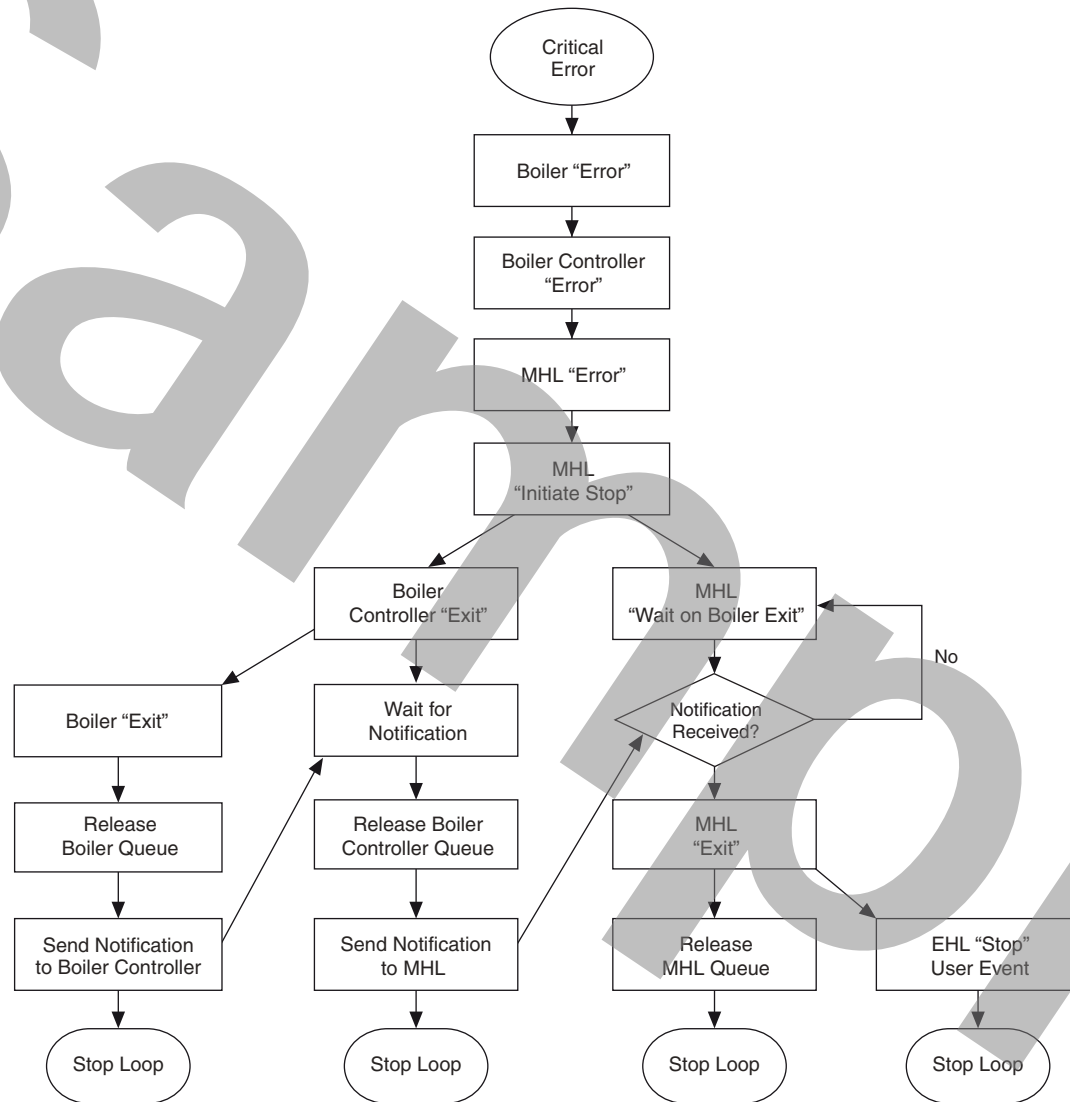 Critical
Error
Boiler “Error”
Boiler Controller
“Error”
MHL “Error”
MHL
“Initiate Stop”
Boiler
Controller “Exit”
MHL
“Wait on Boiler Exit”
No
Boiler “Exit”
Wait for
Notification
Notification
Received?
Release
Boiler Queue
Release Boiler
Controller Queue
MHL
“Exit”
Send Notification
to Boiler Controller
Send Notification
to MHL
Release
MHL Queue
EHL “Stop”
User Event
Stop Loop
Stop Loop
Stop Loop
Stop Loop